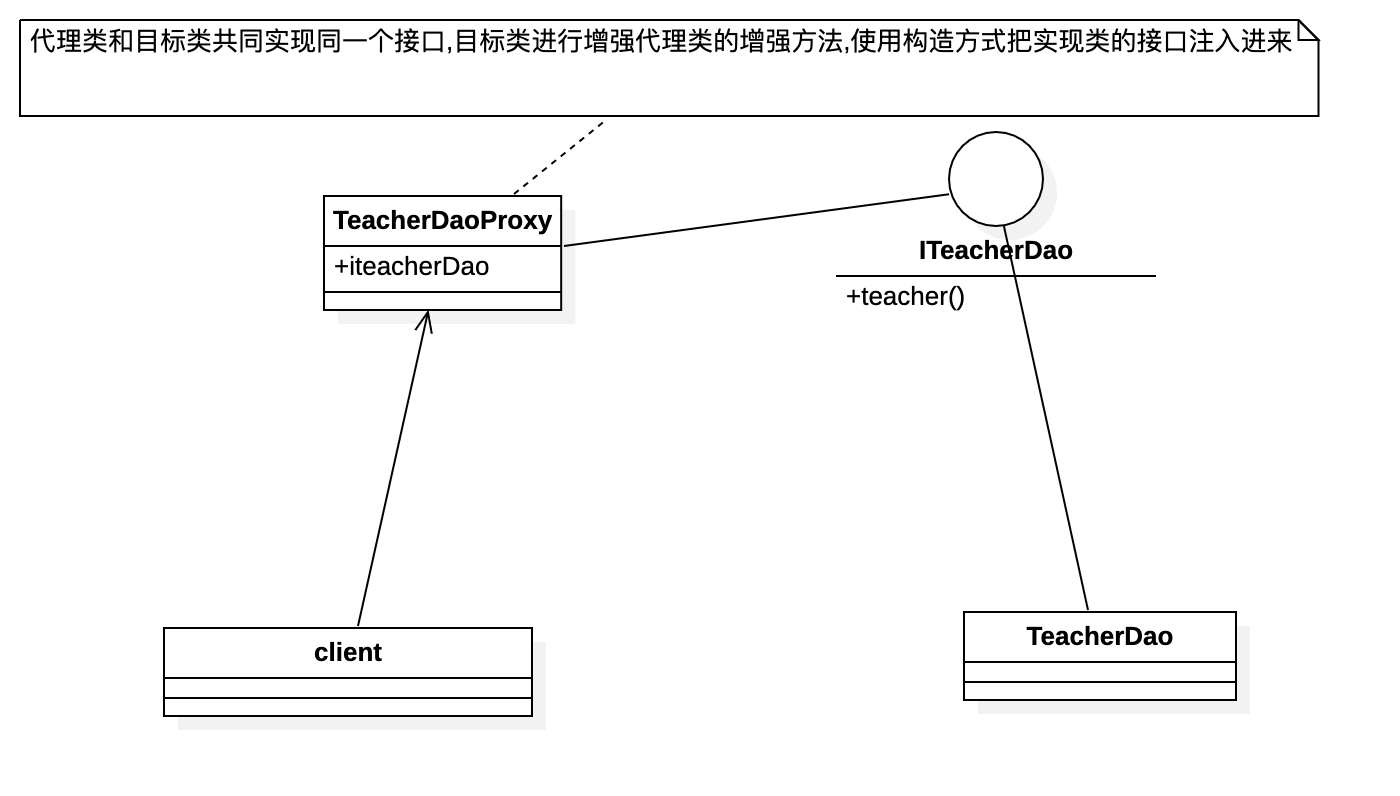 代理类和目标类共同实现同一个接口,目标类进行增强代理类的增强方法,使用构造方式把实现类的接口注入进来
TeacherDaoProxy
+iteacherDao
ITeacherDao
+teacher()
client
TeacherDao